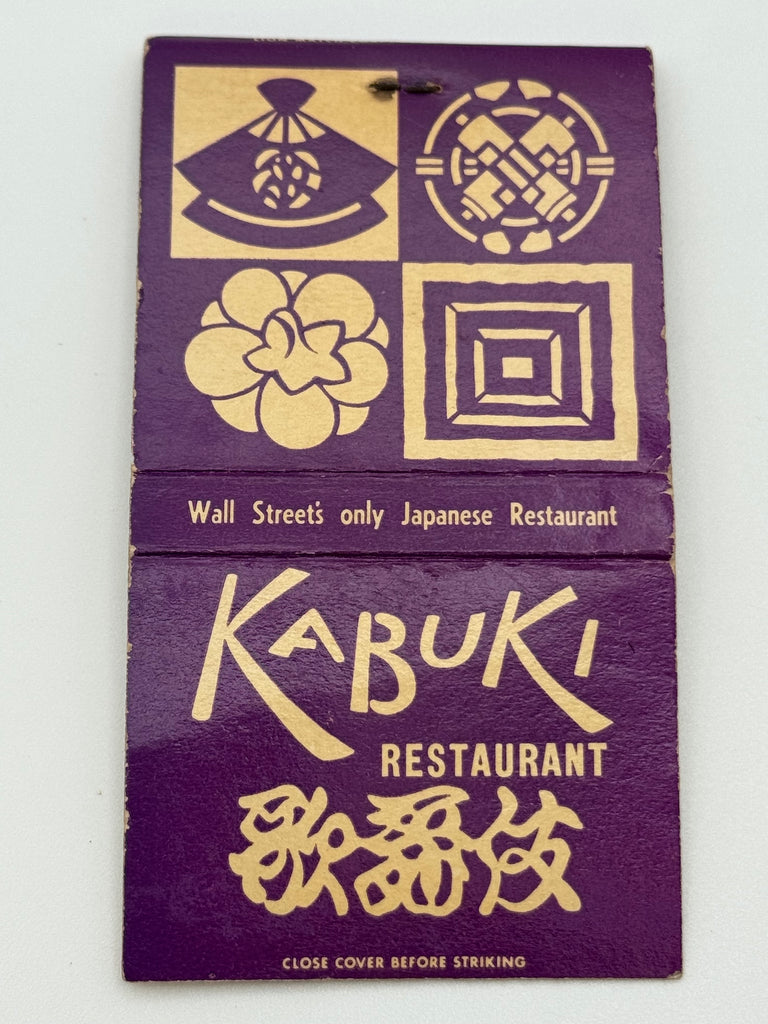 Wall Street's only Japanese Restaurant
KABUKI
RESTAURANT
歌舞伎
CLOSE COVER BEFORE STRIKING